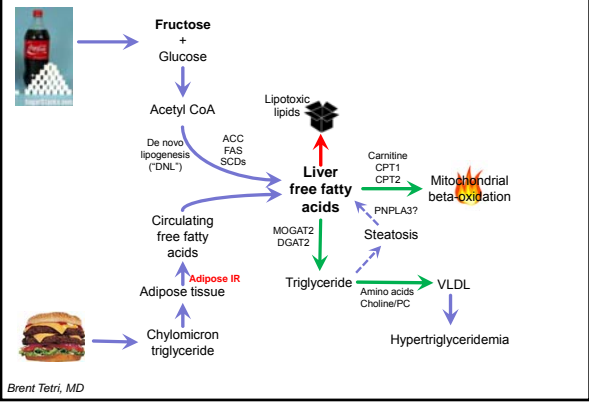 Fructose
+
Glucose
Acetyl CoA
De novo
lipogenesis
("DNL")
ACC
FAS
SCDs
Lipotoxic
lipids
Liver
free fatty
acids
Carnitine
CPT1
CPT2
Mitochondrial
beta-oxidation
PNPLA3?
Steatosis
Circulating
free fatty
acids
MOGAT2
DGAT2
Adipose IR
Adipose tissue
Triglyceride
Amino acids
Choline/PC
VLDL
Chylomicron
triglyceride
Hypertriglyceridemia
Brent Tetri, MD